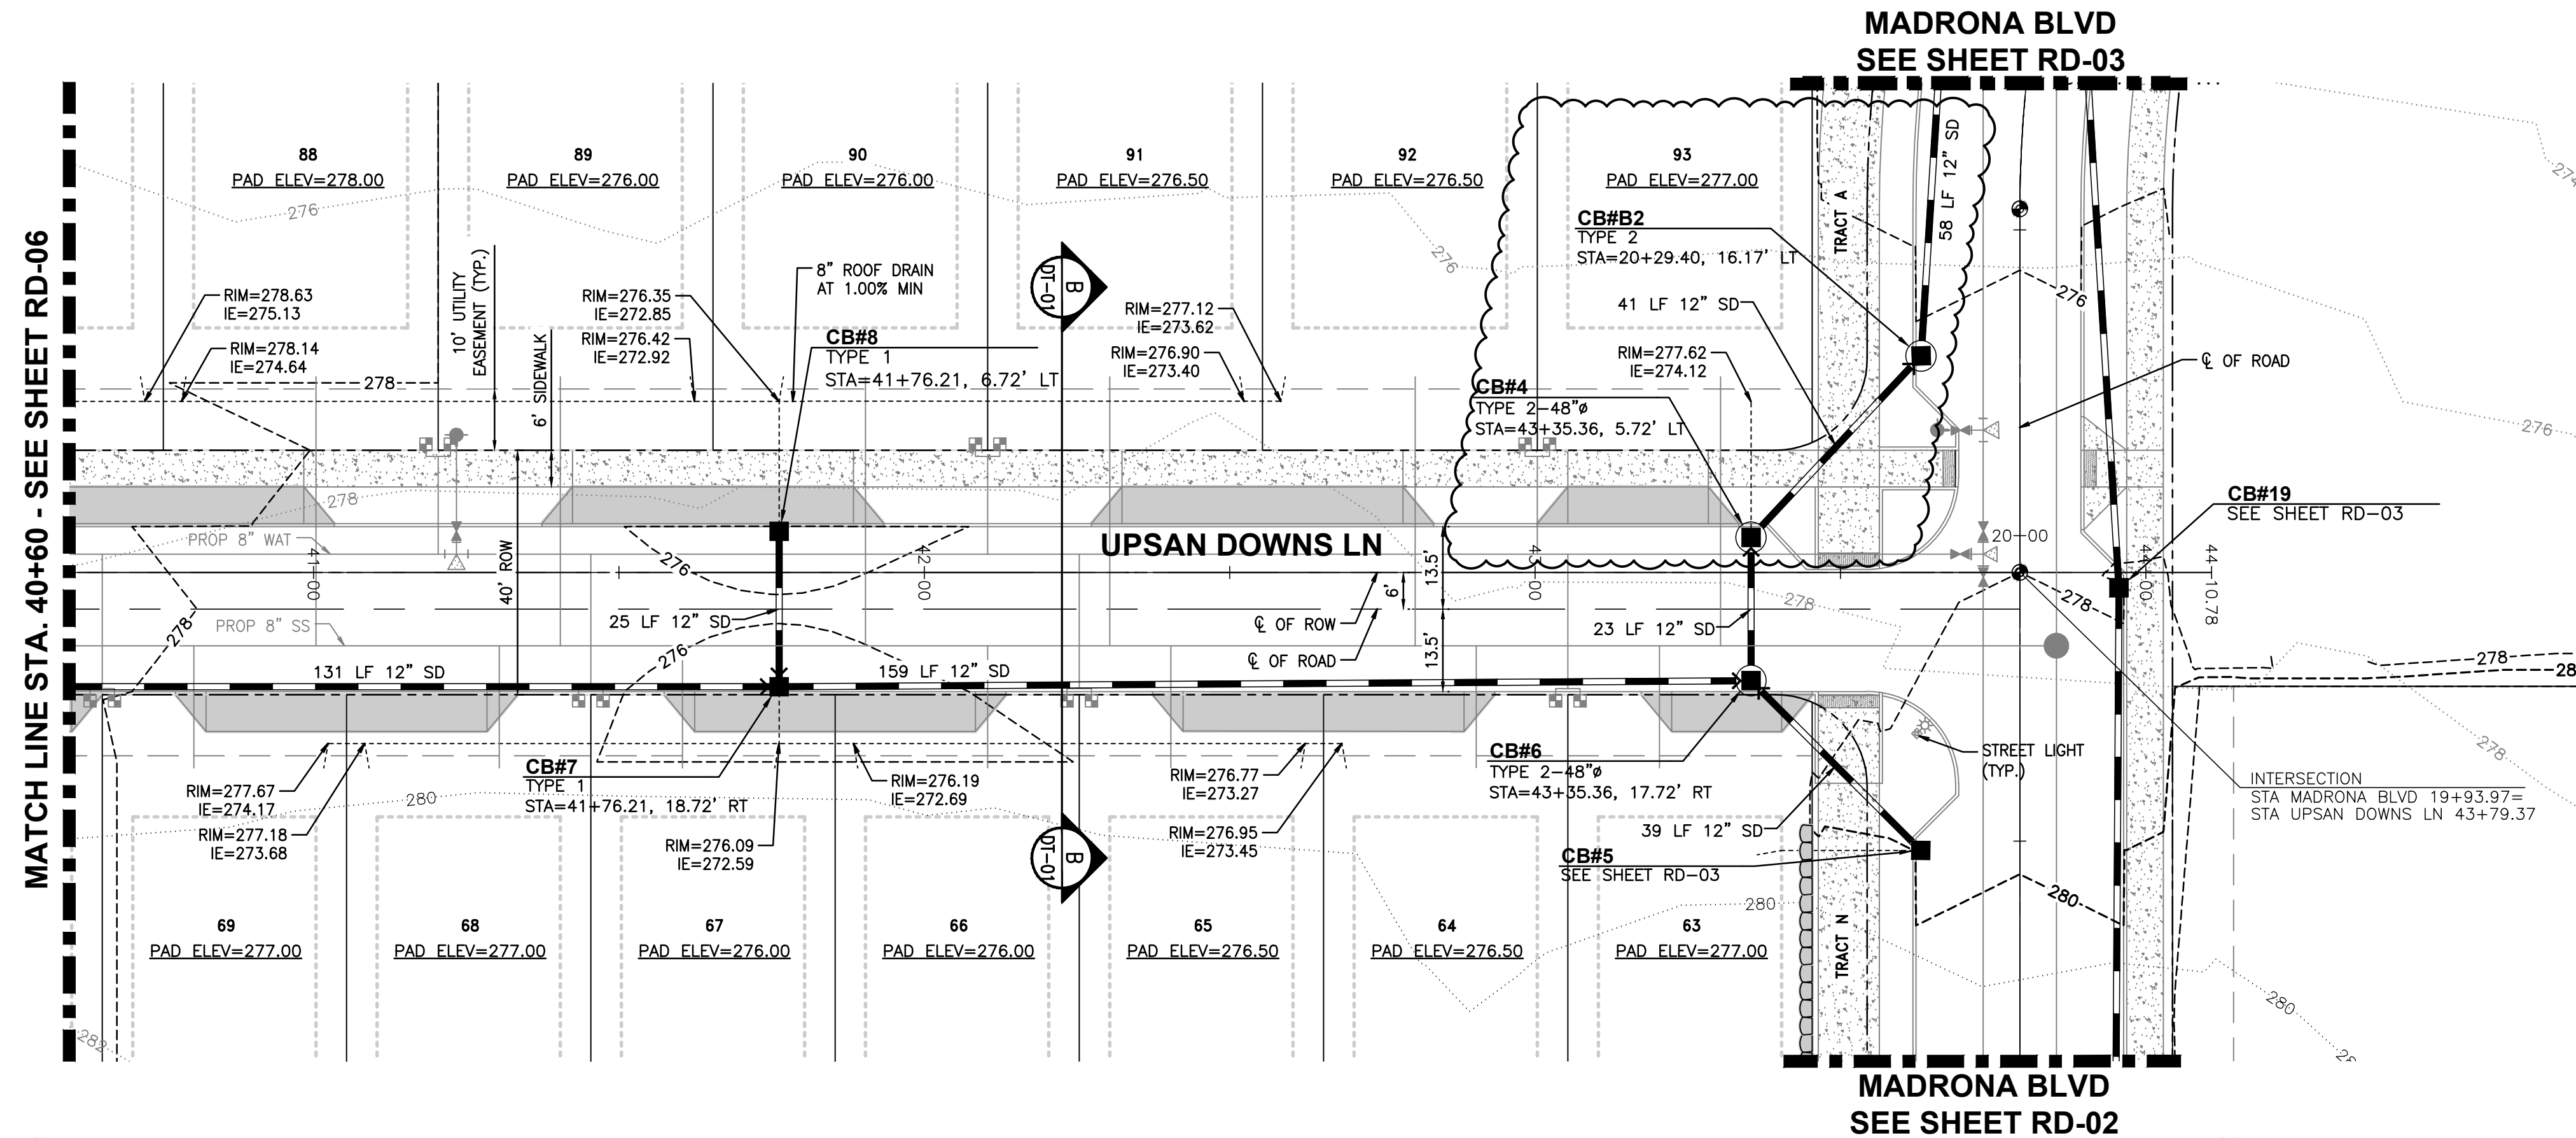 MADRONA BLVD
SEE SHEET RD-03
MATCH LINE STA. 40+60 - SEE SHEET RD-06
88
PAD ELEV=278.00
89
PAD ELEV=276.00
90
PAD ELEV=276.00
91
PAD ELEV=276.50
92
PAD ELEV=276.50
93
PAD ELEV=277.00
276
276
276
276
276
278
278
RIM=278.63
IE=275.13
RIM=278.14
IE=274.64
10' UTILITY
EASEMENT (TYP.)
6' SIDEWALK
RIM=276.35
IE=272.85
RIM=276.42
IE=272.92
8" ROOF DRAIN
AT 1.00% MIN
CB#8
TYPE 1
STA=41+76.21, 6.72' LT
B
DT-01
RIM=277.12
IE=273.62
RIM=276.90
IE=273.40
CB#B2
TYPE 2
STA=20+29.40, 16.17' LT
41 LF 12" SD
RIM=277.62
IE=274.12
CB#4
TYPE 2-48"ø
STA=43+35.36, 5.72' LT
TRACT A
58 LF 12" SD
℄ OF ROAD
CB#19
SEE SHEET RD-03
PROP 8" WAT
41+00
40' ROW
276
42+00
UPSAN DOWNS LN
13.5'
6'
43+00
20+00
44+00
44+10.78
278
PROP 8" SS
278
25 LF 12" SD
276
℄ OF ROW
℄ OF ROAD
13.5'
23 LF 12" SD
278
131 LF 12" SD
159 LF 12" SD
278
28
278
RIM=277.67
IE=274.17
RIM=277.18
IE=273.68
280
CB#7
TYPE 1
STA=41+76.21, 18.72' RT
RIM=276.09
IE=272.59
RIM=276.19
IE=272.69
B
DT-01
RIM=276.77
IE=273.27
RIM=276.95
IE=273.45
CB#6
TYPE 2-48"ø
STA=43+35.36, 17.72' RT
39 LF 12" SD
CB#5
SEE SHEET RD-03
STREET LIGHT
(TYP.)
INTERSECTION
STA MADRONA BLVD 19+93.97=
STA UPSAN DOWNS LN 43+79.37
280
280
280
TRACT N
69
PAD ELEV=277.00
68
PAD ELEV=277.00
67
PAD ELEV=276.00
66
PAD ELEV=276.00
65
PAD ELEV=276.50
64
PAD ELEV=276.50
63
PAD ELEV=277.00
282
MADRONA BLVD
SEE SHEET RD-02